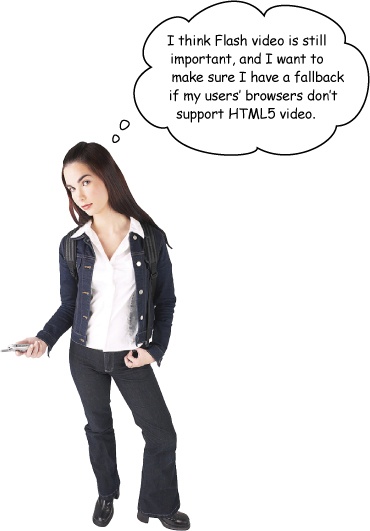 I think Flash video is still
important, and I want to
make sure I have a fallback
if my users' browsers don't
support HTML5 video.